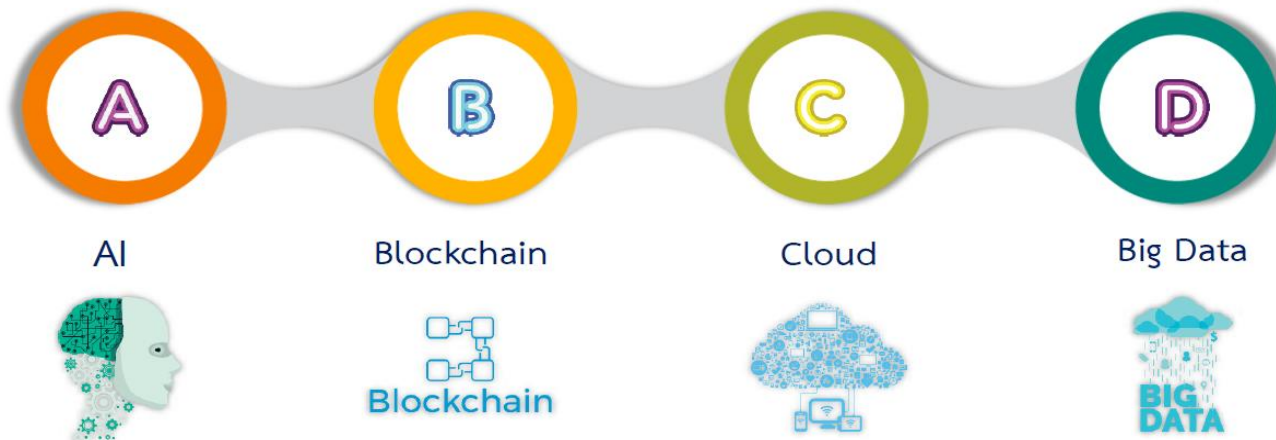 A
B
C
D
AI
Blockchain
Cloud
Big Data
Blockchain
$
BIG
DATA